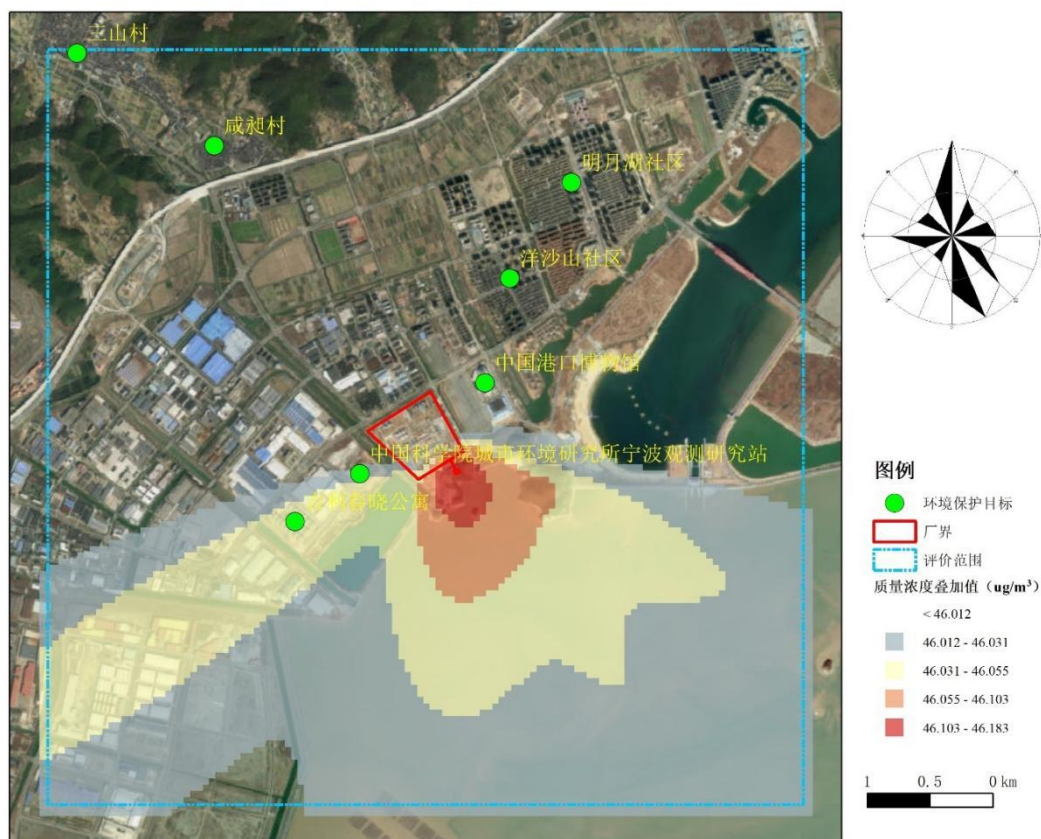 王山村
咸昶村
明月湖社区
洋沙山社区
中国港口博物馆
中国科学院城市环境研究所宁波观测研究站
春晓公寓
图例
环境保护目标
厂界
评价范围
质量浓度叠加值（ug/m³）
< 46.012
46.012 - 46.031
46.031 - 46.055
46.055 - 46.103
46.103 - 46.183
1 0.5 0 km